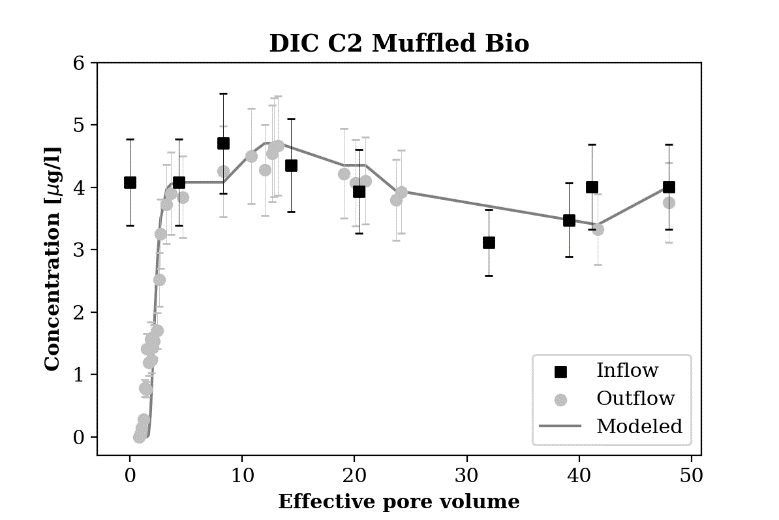 DIC C2 Muffled Bio
6
5
4
3
2
1
0
Concentration [μg/l]
0 10 20 30 40 50
Effective pore volume
Inflow
Outflow
Modeled